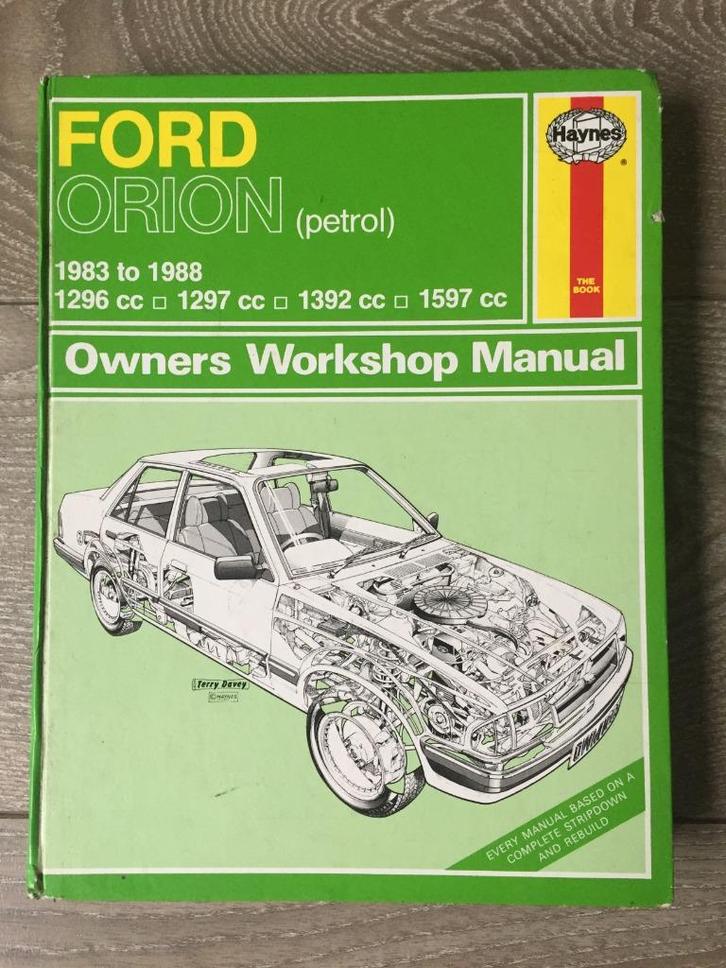 FORD
ORION (petrol)
1983 to 1988
1296 cc □ 1297 cc □ 1392 cc □ 1597 cc
Haynes
®
THE
BOOK
Owners Workshop Manual
Terry Davey
© HAYNES
EVERY MANUAL BASED ON A
COMPLETE STRIPDOWN
AND REBUILD